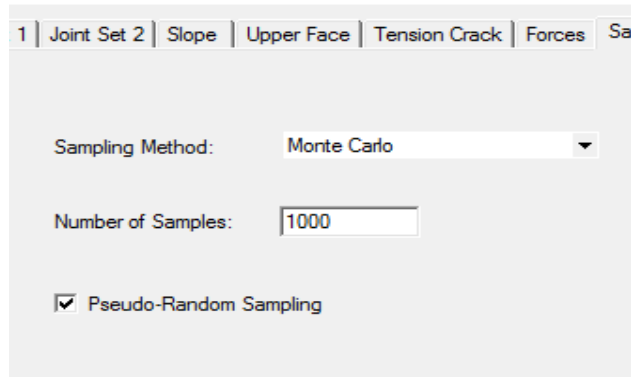 1 Joint Set 2 Slope Upper Face Tension Crack Forces Sa
Sampling Method: Monte Carlo
Number of Samples: 1000
Pseudo-Random Sampling